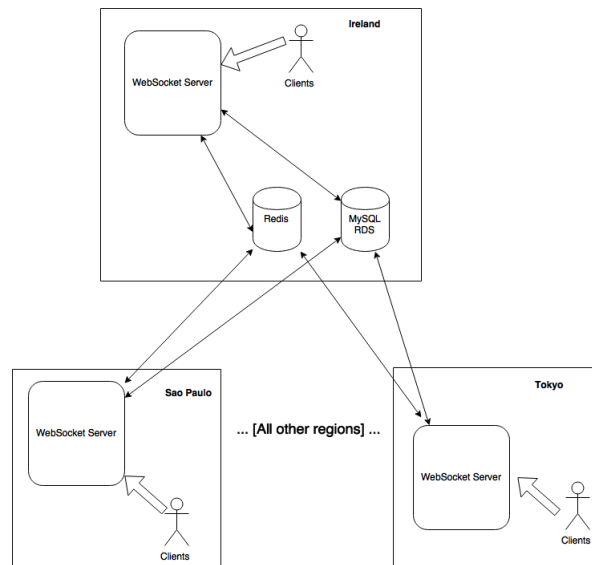 Ireland
WebSocket Server
Clients
Redis
MySQL
RDS
Sao Paulo
WebSocket Server
Clients
... [All other regions] ...
Tokyo
WebSocket Server
Clients